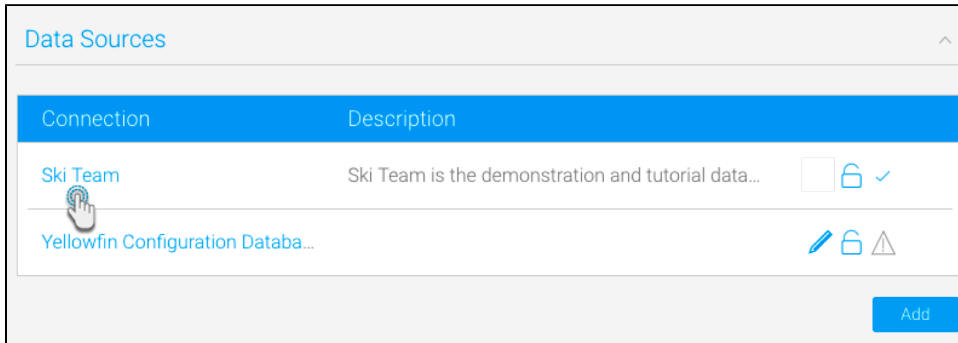 Data Sources
Connection Description
Ski Team Ski Team is the demonstration and tutorial data...
Yellowfin Configuration Databa...
Add